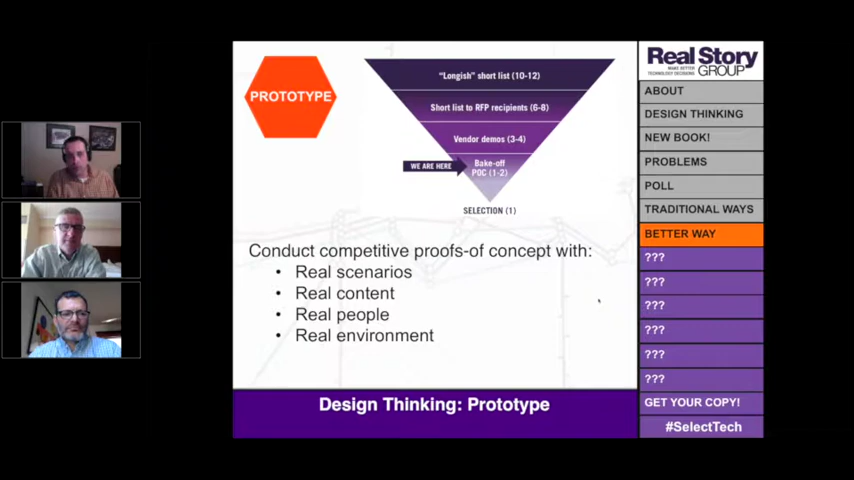 PROTOTYPE
"Longish" short list (10-12)
Short list to RFP recipients (6-8)
Vendor demos (3-4)
WE ARE HERE
Bake-off
POC (1-2)
SELECTION (1)
Conduct competitive proofs-of concept with:
• Real scenarios
• Real content
• Real people
• Real environment
Design Thinking: Prototype
Real Story
MAKE BETTER
TECHNOLOGY DECISIONS
GROUP
ABOUT
DESIGN THINKING
NEW BOOK!
PROBLEMS
POLL
TRADITIONAL WAYS
BETTER WAY
???
???
???
???
???
???
GET YOUR COPY!
#SelectTech